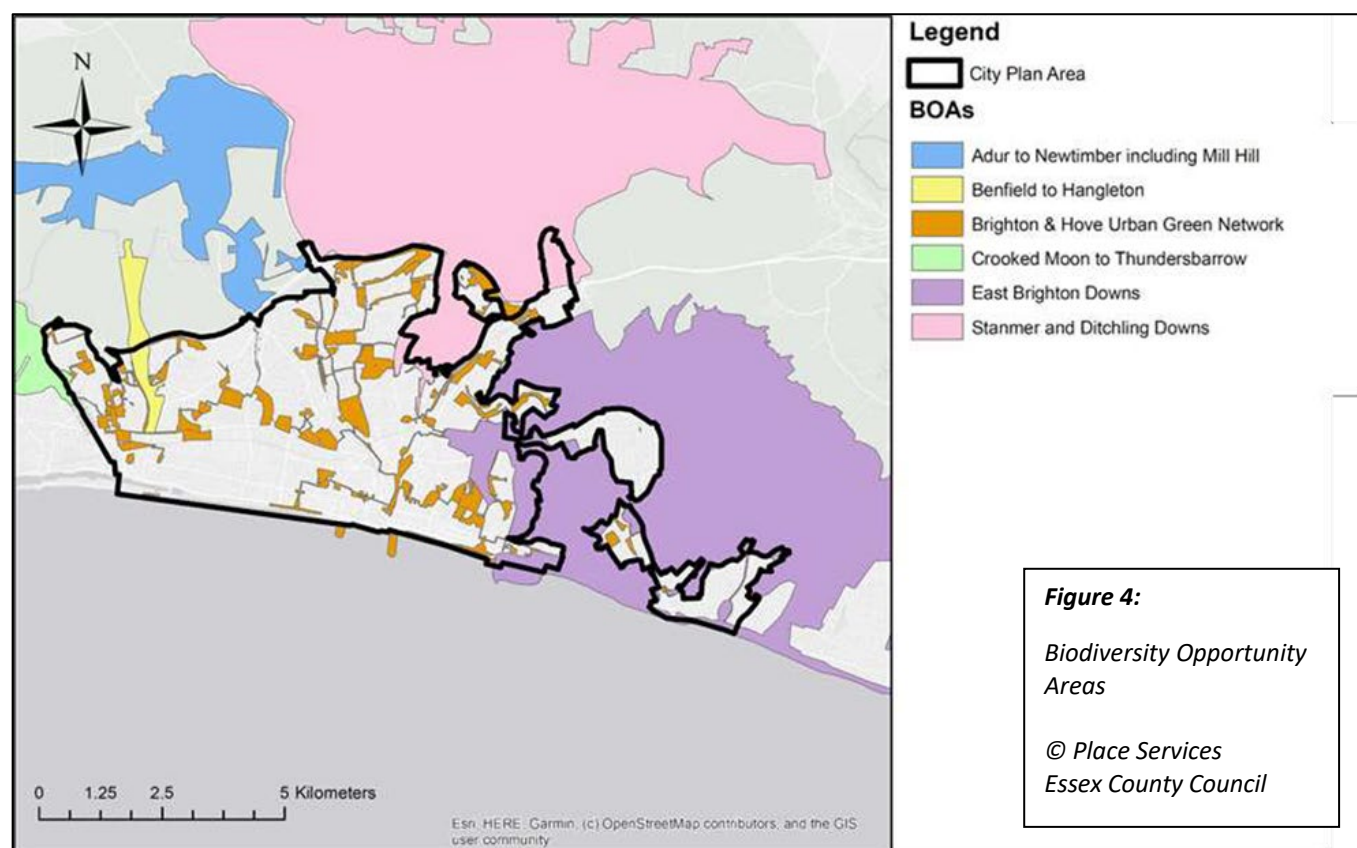 N
0 1.25 2.5 5 Kilometers
Esri, HERE, Garmin, (c) OpenStreetMap contributors, and the GIS
user community
Legend
City Plan Area
BOAs
Adur to Newtimber including Mill Hill
Benfield to Hangleton
Brighton & Hove Urban Green Network
Crooked Moon to Thundersbarrow
East Brighton Downs
Stanmer and Ditchling Downs
Figure 4:
Biodiversity Opportunity
Areas
© Place Services
Essex County Council